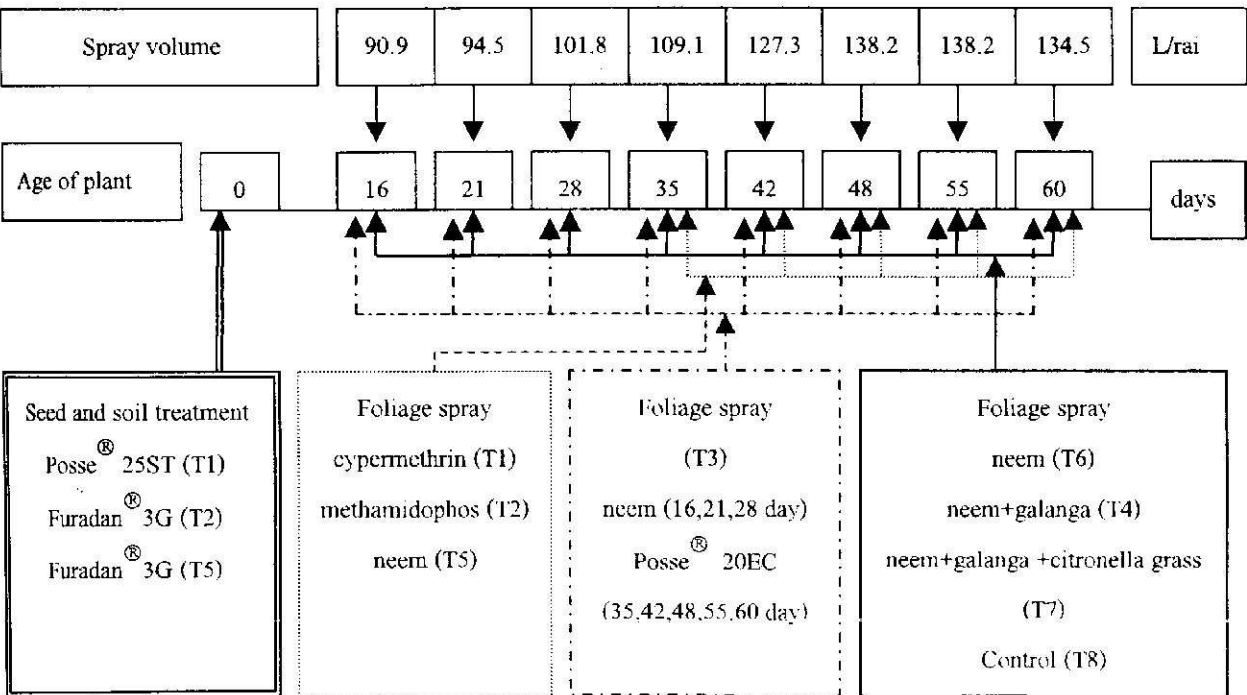 Spray volume 90.9 94.5 101.8 109.1 127.3 138.2 138.2 134.5 L/rai
Age of plant 0 16 21 28 35 42 48 55 60 days
Seed and soil treatment
Posse® 25ST (T1)
Furadan® 3G (T2)
Furadan® 3G (T5)
Foliage spray
cypermethrin (T1)
methamidophos (T2)
neem (T5)
Foliage spray
(T3)
neem (16,21,28 day)
Posse® 20EC
(35,42,48,55,60 day)
Foliage spray
neem (T6)
neem+galanga (T4)
neem+galanga +citronella grass
(T7)
Control (T8)